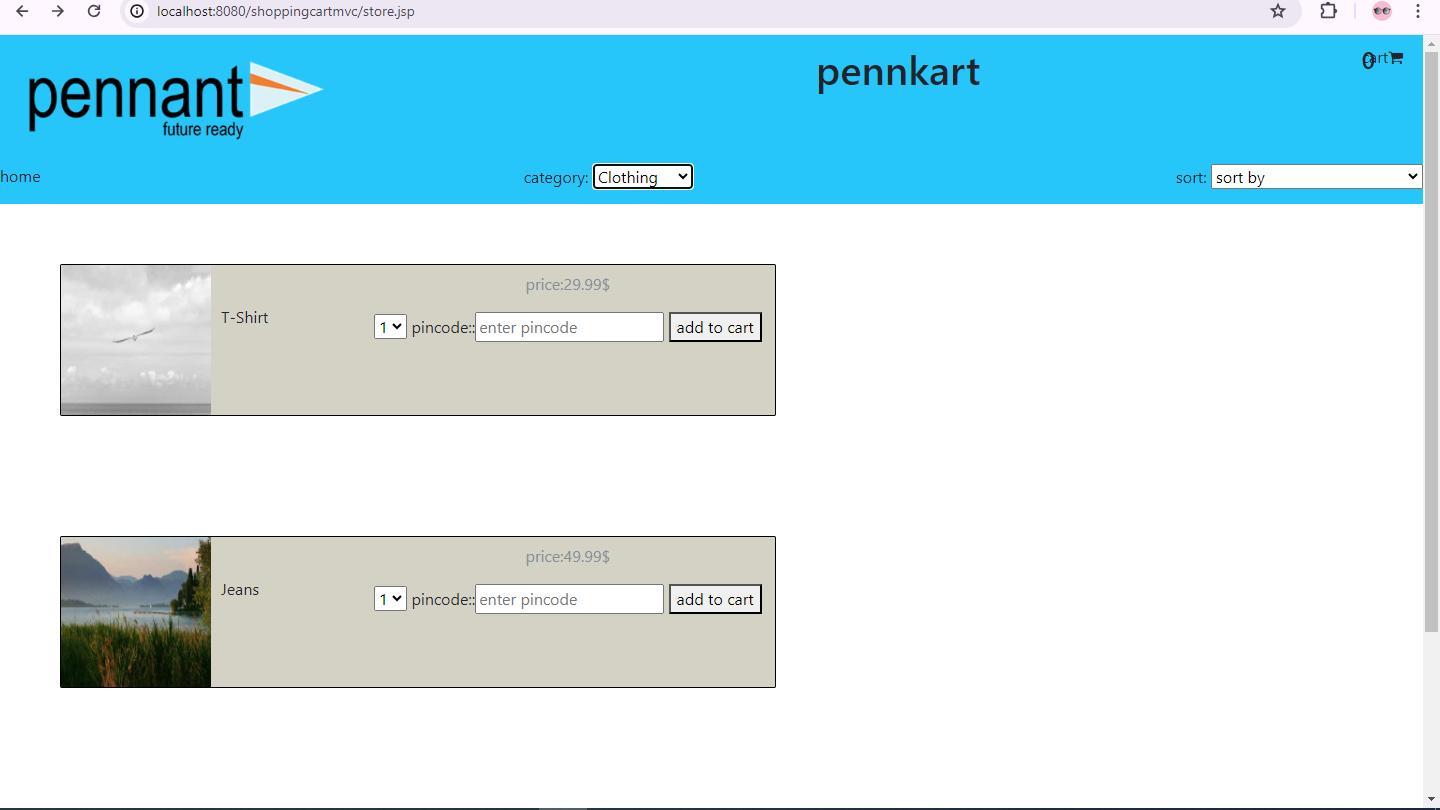 localhost:8080/shoppingcartmvc/store.jsp
pennant
future ready
pennkart
0
cart
home
category: Clothing
sort: sort by
price:29.99$
T-Shirt
1 pincode:: enter pincode add to cart
price:49.99$
Jeans
1 pincode:: enter pincode add to cart